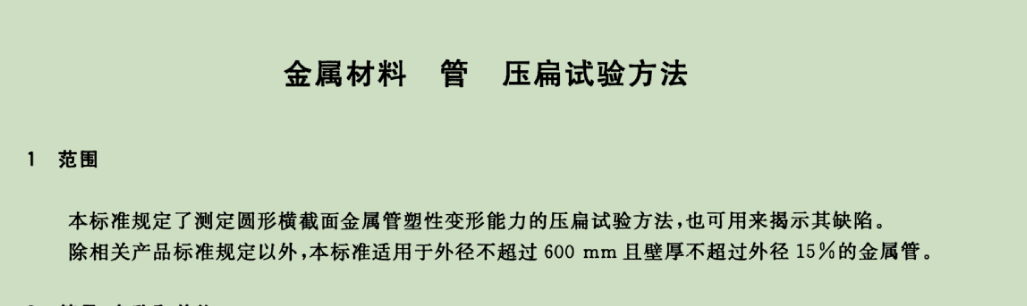 金属材料 管 压扁试验方法
1 范围
本标准规定了测定圆形横截面金属管塑性变形能力的压扁试验方法,也可用来揭示其缺陷。
除相关产品标准规定以外,本标准适用于外径不超过 600 mm 且壁厚不超过外径 15%的金属管。